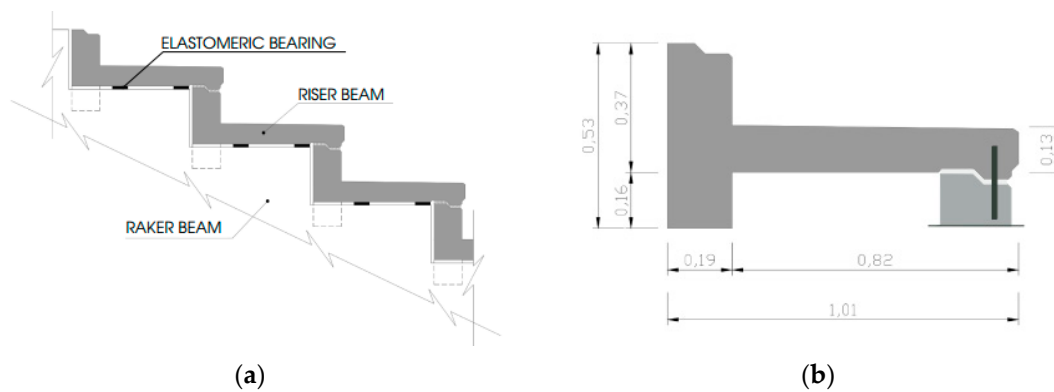 ELASTOMERIC BEARING
RISER BEAM
RAKER BEAM
(a)
0,53
0,37
0,16
0,13
0,19
0,82
1,01
(b)